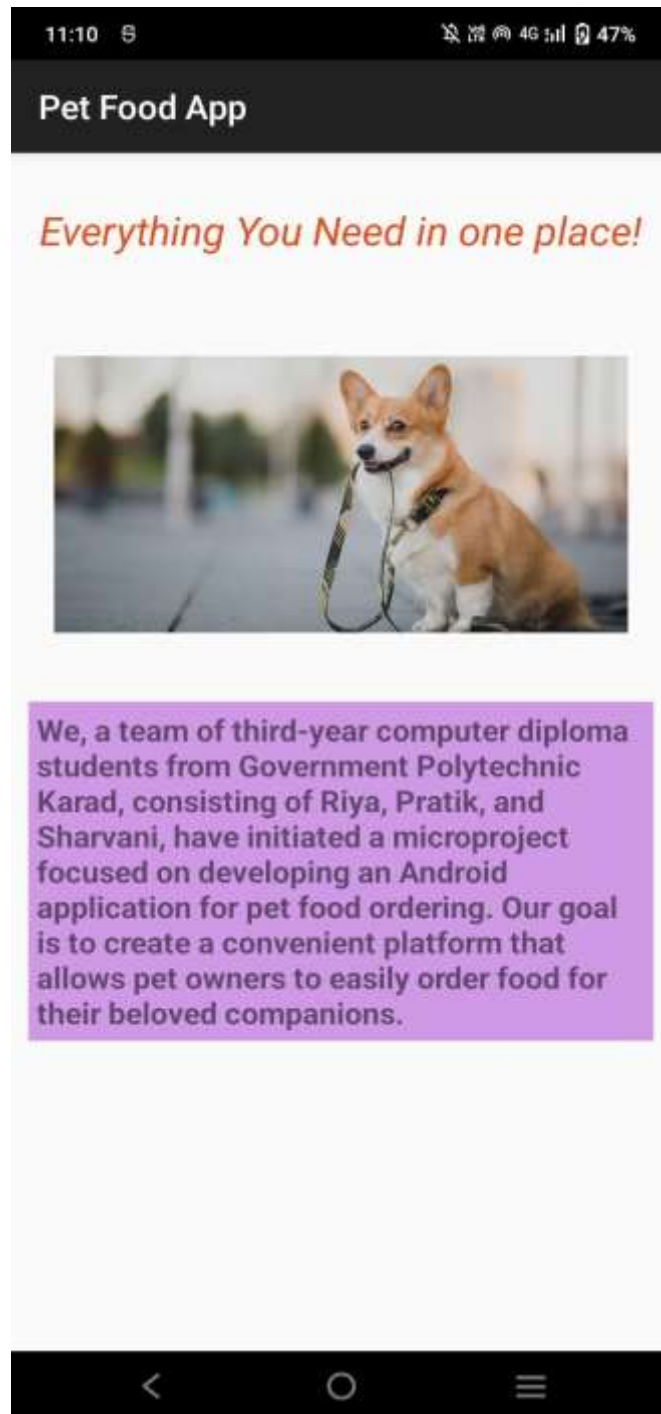 11:10
4G 47%
Pet Food App
Everything You Need in one place!
We, a team of third-year computer diploma
students from Government Polytechnic
Karad, consisting of Riya, Pratik, and
Sharvani, have initiated a microproject
focused on developing an Android
application for pet food ordering. Our goal
is to create a convenient platform that
allows pet owners to easily order food for
their beloved companions.